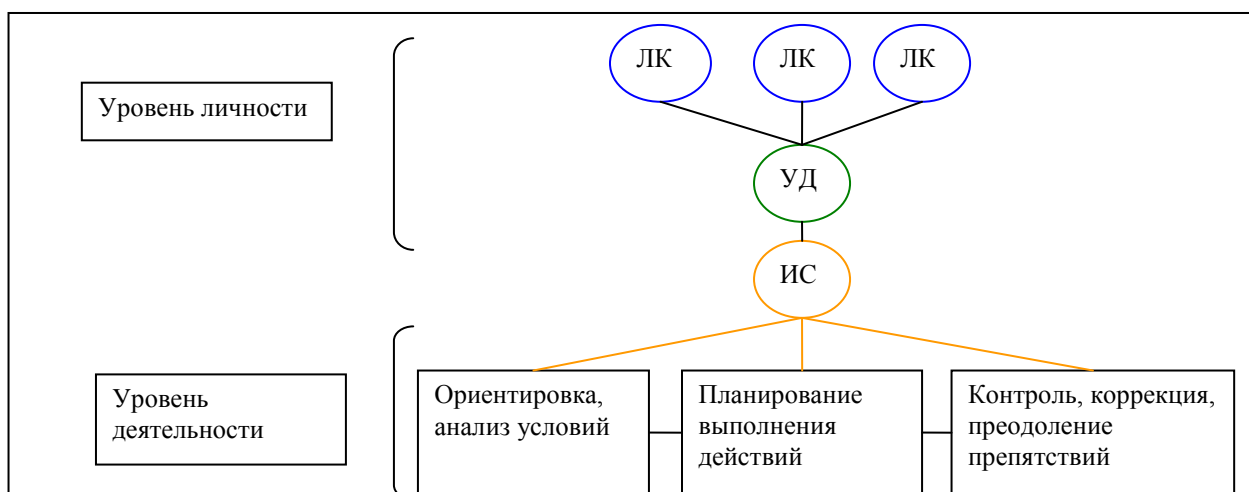 ЛК ЛК ЛК
Уровень личности
УД
ИС
Уровень
деятельности
Ориентировка,
анализ условий
Планирование
выполнения
действий
Контроль, коррекция,
преодоление
препятствий